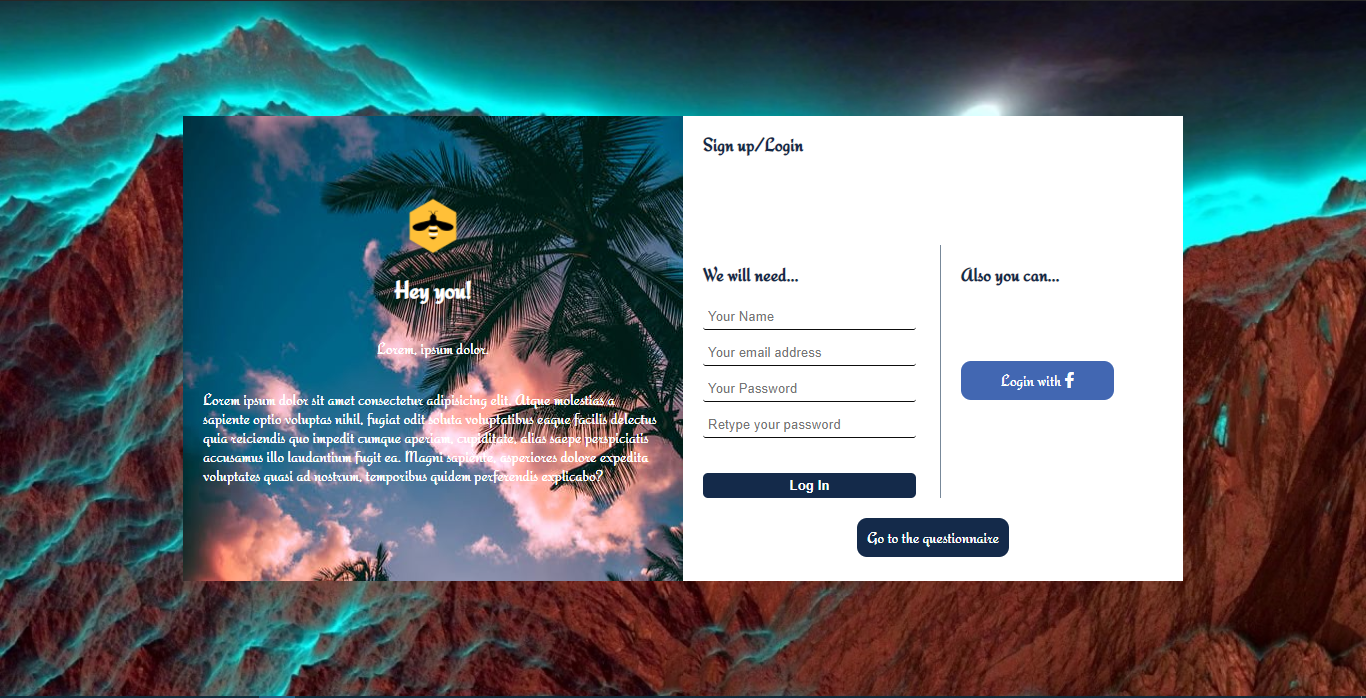 Hey you!
Lorem, ipsum dolor.
Lorem ipsum dolor sit amet consectetur adipisicing elit. Atque molestias a
sapiente optio voluptas nihil, fugiat odit soluta voluptatibus eaque facilis delectus
quia reiciendis quo impedit cumque aperiam, cupiditate, alias saepe perspiciatis
accusamus illo laudantium fugit ea. Magni sapiente, asperiores dolore expedita
voluptates quasi ad nostrum, temporibus quidem perferendis explicabo?
Sign up/Login
We will need...
Your Name
Your email address
Your Password
Retype your password
Log In
Also you can...
Login with f
Go to the questionnaire